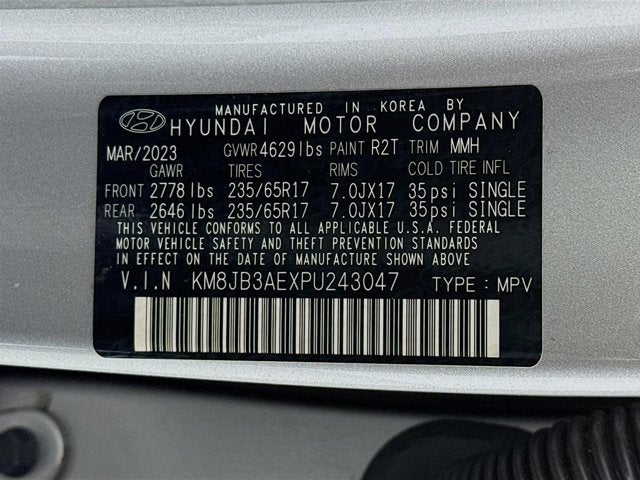 MANUFACTURED IN KOREA BY
HYUNDAI MOTOR COMPANY
MAR/2023 GVWR 4629 lbs PAINT R2T TRIM MMH
GAWR TIRES RIMS COLD TIRE INFL
FRONT 2778 lbs 235/65R17 7.0JX17 35psi SINGLE
REAR 2646 lbs 235/65R17 7.0JX17 35psi SINGLE
THIS VEHICLE CONFORMS TO ALL APPLICABLE U.S.A. FEDERAL
MOTOR VEHICLE SAFETY AND THEFT PREVENTION STANDARDS
IN EFFECT ON THE DATE OF MANUFACTURE SHOWN ABOVE
V.I.N KM8JB3AEXPU243047 TYPE : MPV